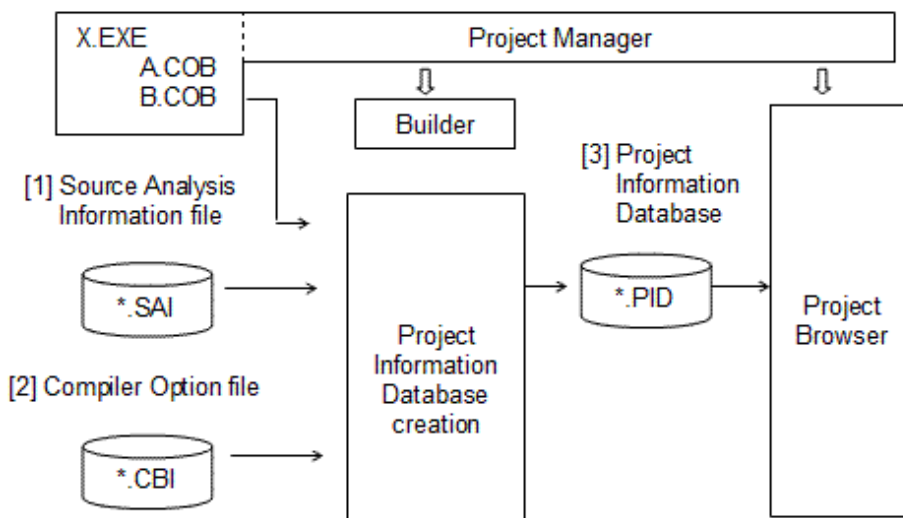 X.EXE
A.COB
B.COB
Project Manager
Builder
[1] Source Analysis
Information file
[3] Project
Information
Database
*.SAI
*.PID
Project
Information
Database
creation
Project
Browser
[2] Compiler Option file
*.CBI